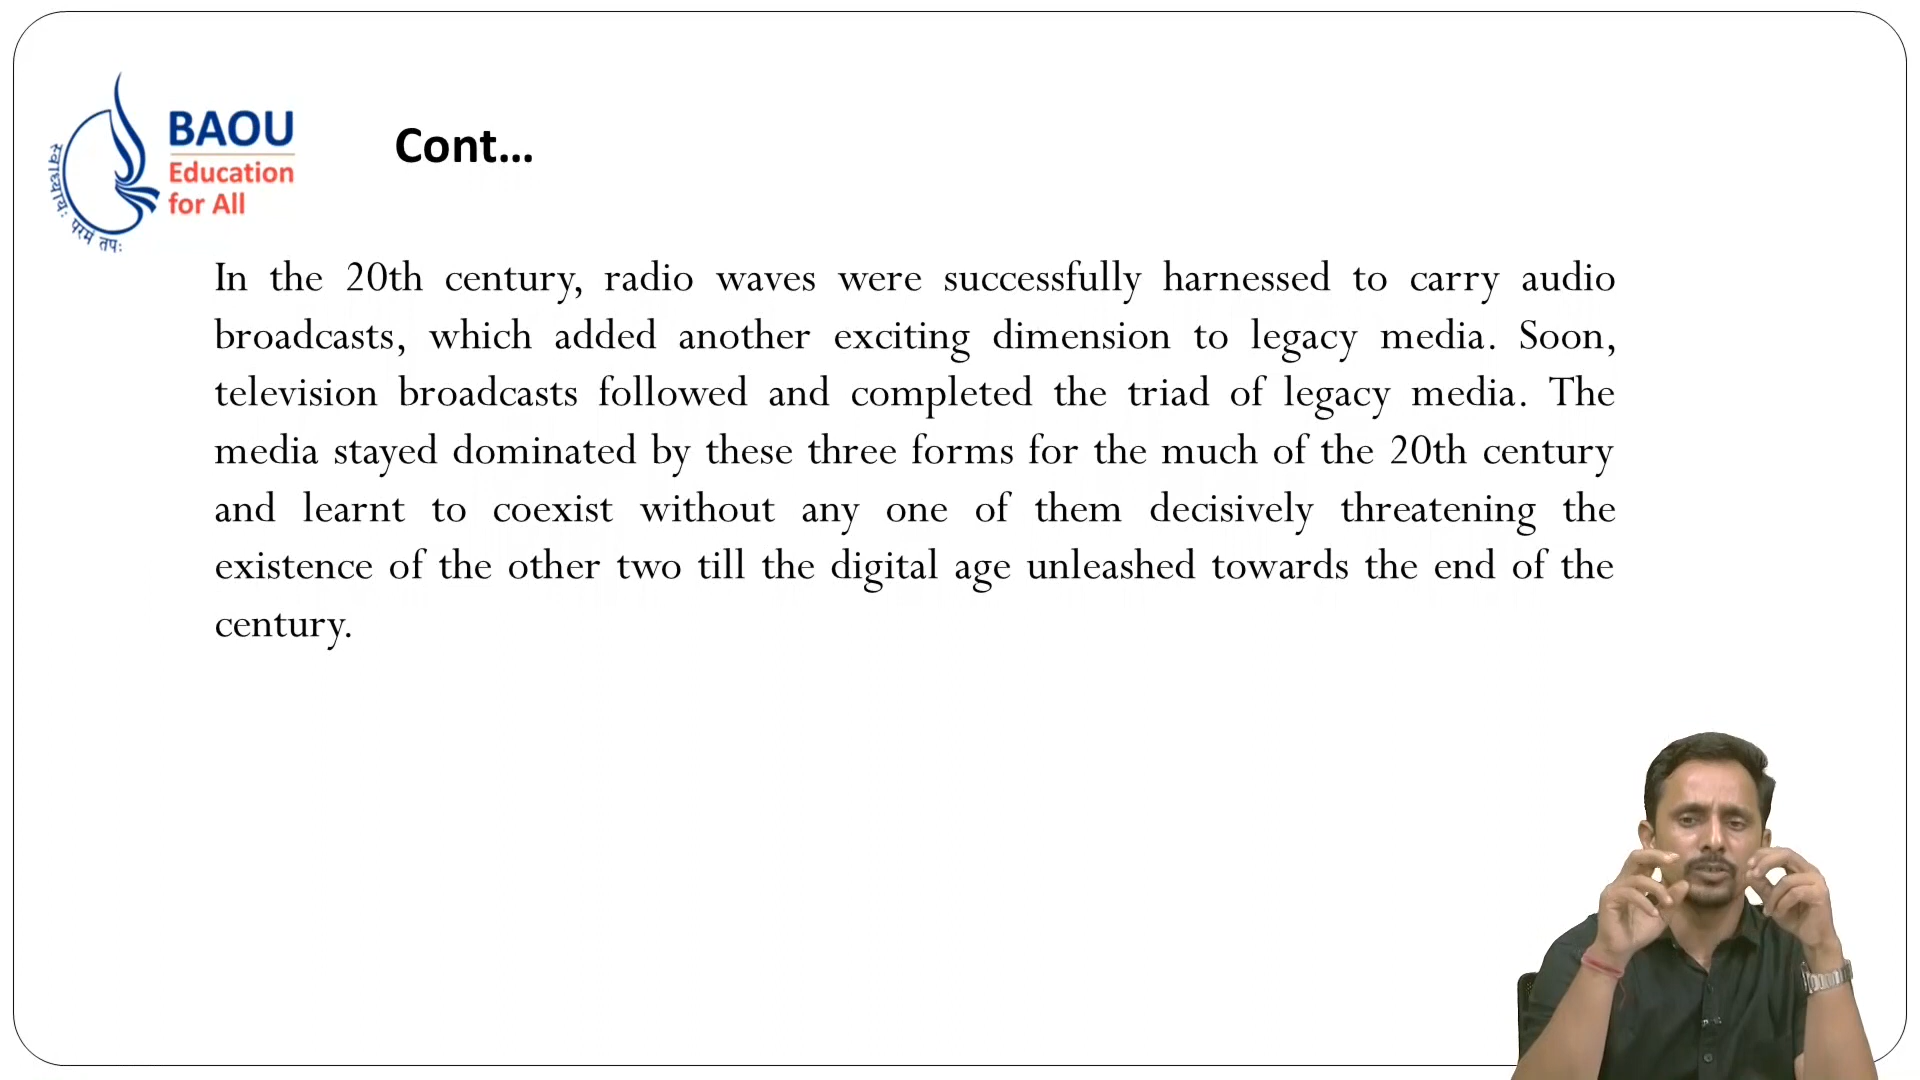 BAOU
Education
for All
स्वाध्यायः परमं तपः
Cont...
In the 20th century, radio waves were successfully harnessed to carry audio
broadcasts, which added another exciting dimension to legacy media. Soon,
television broadcasts followed and completed the triad of legacy media. The
media stayed dominated by these three forms for the much of the 20th century
and learnt to coexist without any one of them decisively threatening the
existence of the other two till the digital age unleashed towards the end of the
century.